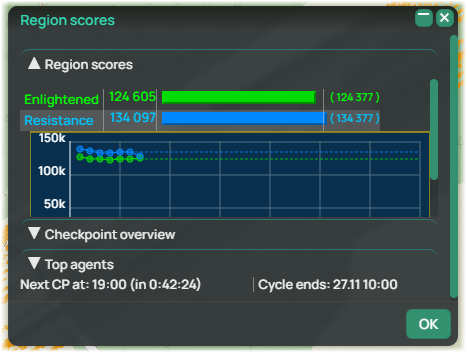 Region scores
Region scores
Enlightened 124 605 ( 124 377 )
Resistance 134 097 ( 134 377 )
150k
100k
50k
Checkpoint overview
Top agents
Next CP at: 19:00 (in 0:42:24) Cycle ends: 27.11 10:00
OK